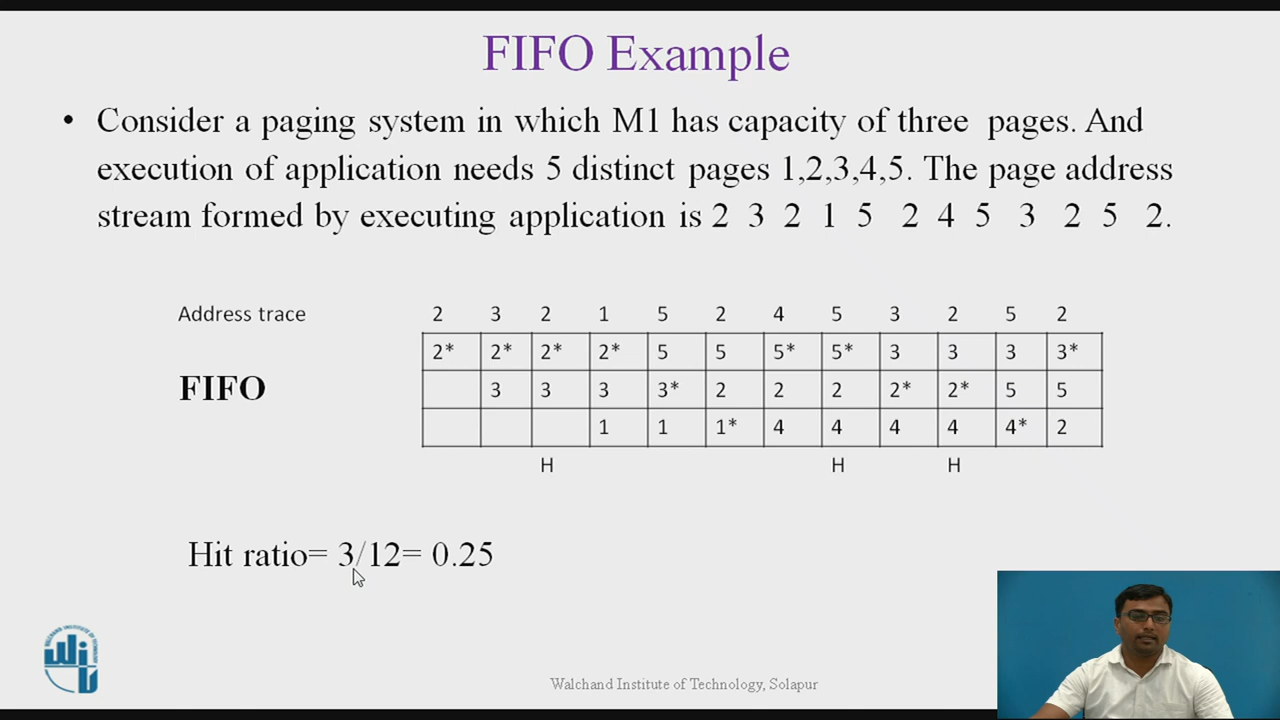 FIFO Example
• Consider a paging system in which M1 has capacity of three pages. And
execution of application needs 5 distinct pages 1,2,3,4,5. The page address
stream formed by executing application is 2 3 2 1 5 2 4 5 3 2 5 2.
Address trace 2 3 2 1 5 2 4 5 3 2 5 2
2* 2* 2* 2* 5 5 5* 5* 3 3 3 3*
FIFO 3 3 3 3* 2 2 2 2* 2* 5 5
1 1 1* 4 4 4 4 4* 2
H H H
Hit ratio= 3/12= 0.25
Walchand Institute of Technology, Solapur